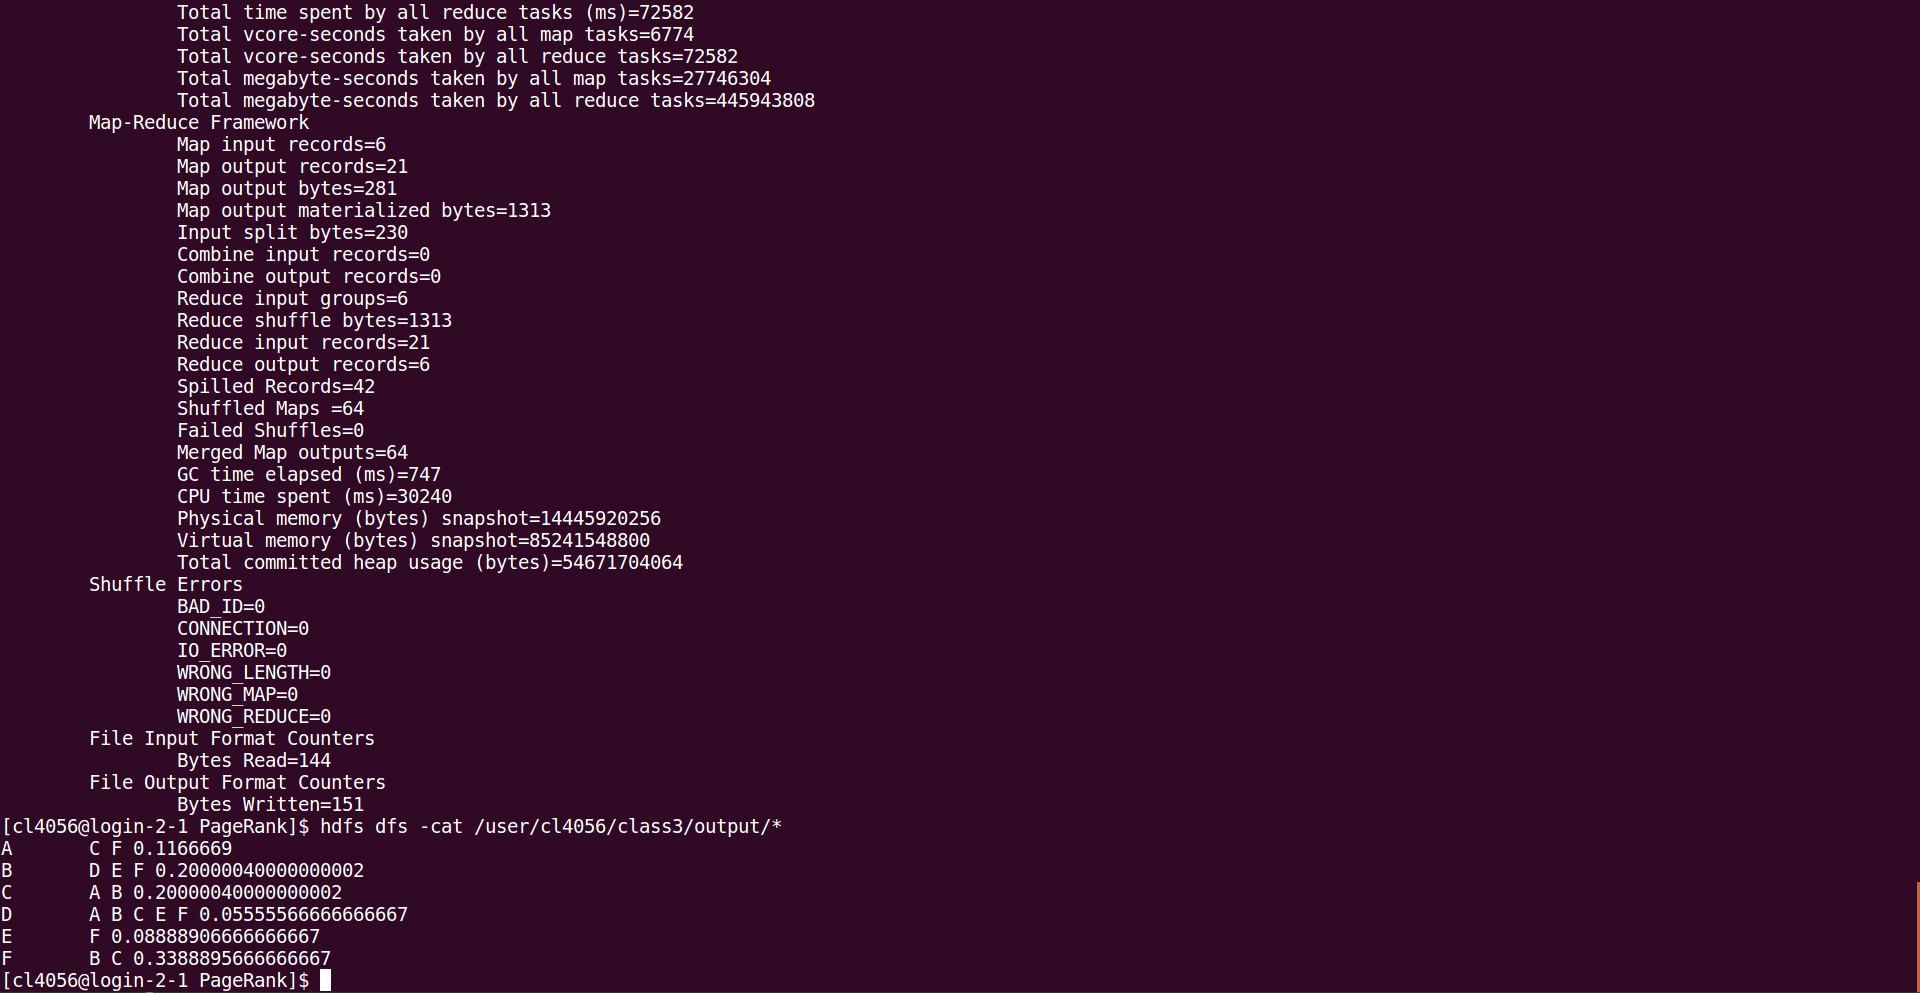 Total time spent by all reduce tasks (ms)=72582
Total vcore-seconds taken by all map tasks=6774
Total vcore-seconds taken by all reduce tasks=72582
Total megabyte-seconds taken by all map tasks=27746304
Total megabyte-seconds taken by all reduce tasks=445943808
Map-Reduce Framework
Map input records=6
Map output records=21
Map output bytes=281
Map output materialized bytes=1313
Input split bytes=230
Combine input records=0
Combine output records=0
Reduce input groups=6
Reduce shuffle bytes=1313
Reduce input records=21
Reduce output records=6
Spilled Records=42
Shuffled Maps =64
Failed Shuffles=0
Merged Map outputs=64
GC time elapsed (ms)=747
CPU time spent (ms)=30240
Physical memory (bytes) snapshot=14445920256
Virtual memory (bytes) snapshot=85241548800
Total committed heap usage (bytes)=54671704064
Shuffle Errors
BAD_ID=0
CONNECTION=0
IO_ERROR=0
WRONG_LENGTH=0
WRONG_MAP=0
WRONG_REDUCE=0
File Input Format Counters
Bytes Read=144
File Output Format Counters
Bytes Written=151
[cl4056@login-2-1 PageRank]$ hdfs dfs -cat /user/cl4056/class3/output/*
A C F 0.1166669
B D E F 0.20000040000000002
C A B 0.20000040000000002
D A B C E F 0.05555566666666667
E F 0.08888906666666667
F B C 0.3388895666666667
[cl4056@login-2-1 PageRank]$